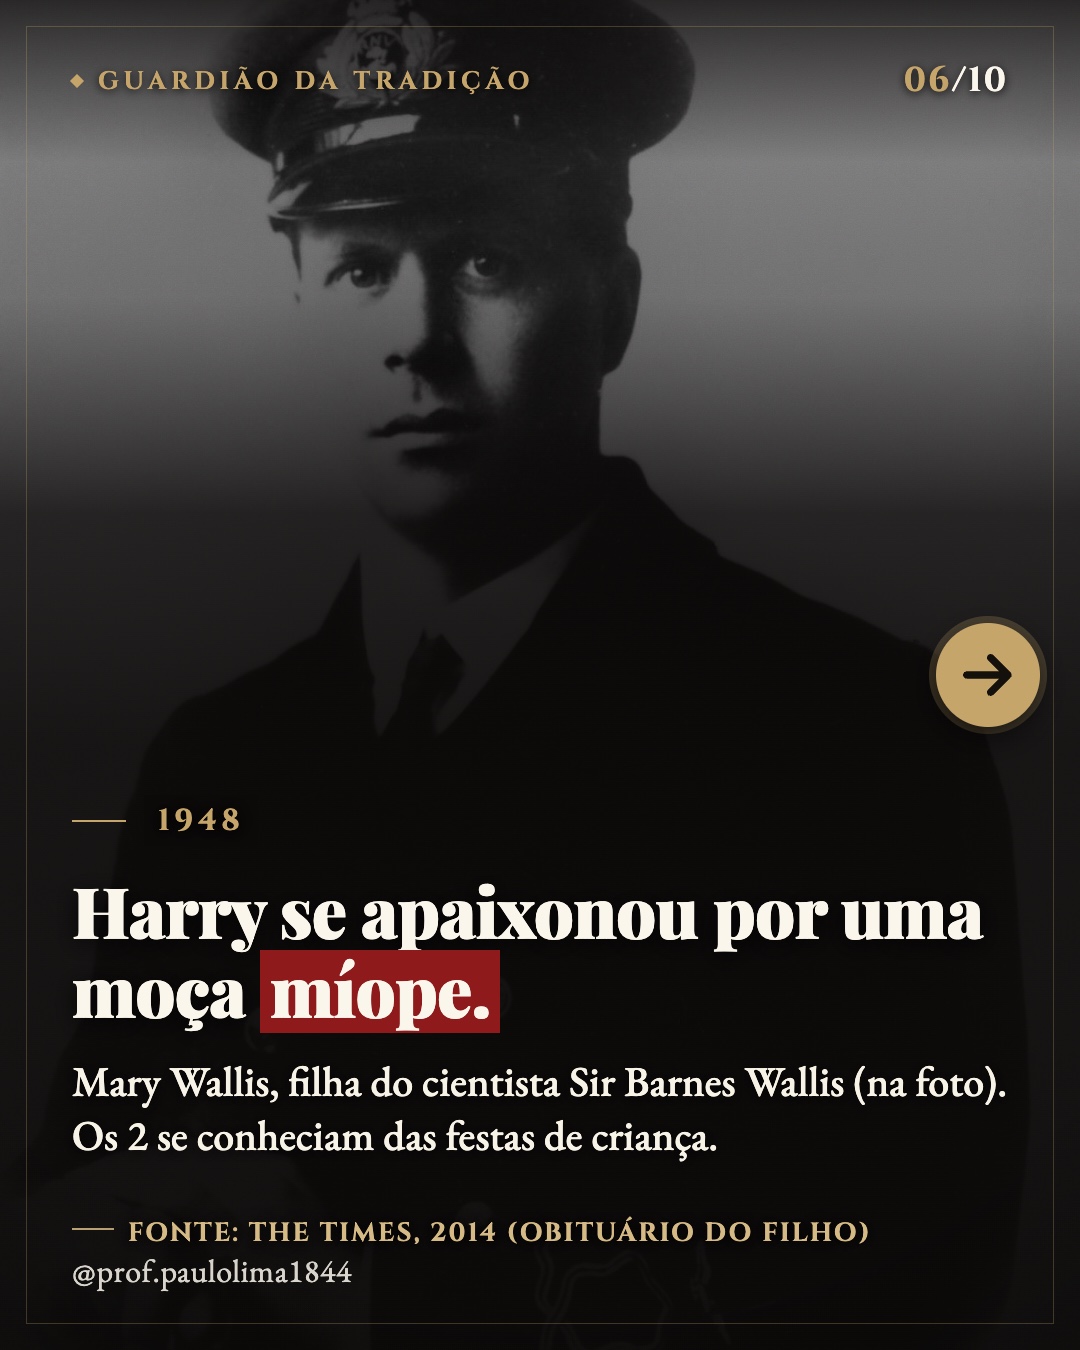 GUARDIÃO DA TRADIÇÃO
06/10
1948
Harry se apaixonou por uma
moça míope.
Mary Wallis, filha do cientista Sir Barnes Wallis (na foto).
Os 2 se conheciam das festas de criança.
FONTE: THE TIMES, 2014 (OBITUÁRIO DO FILHO)
@prof.paulolima1844